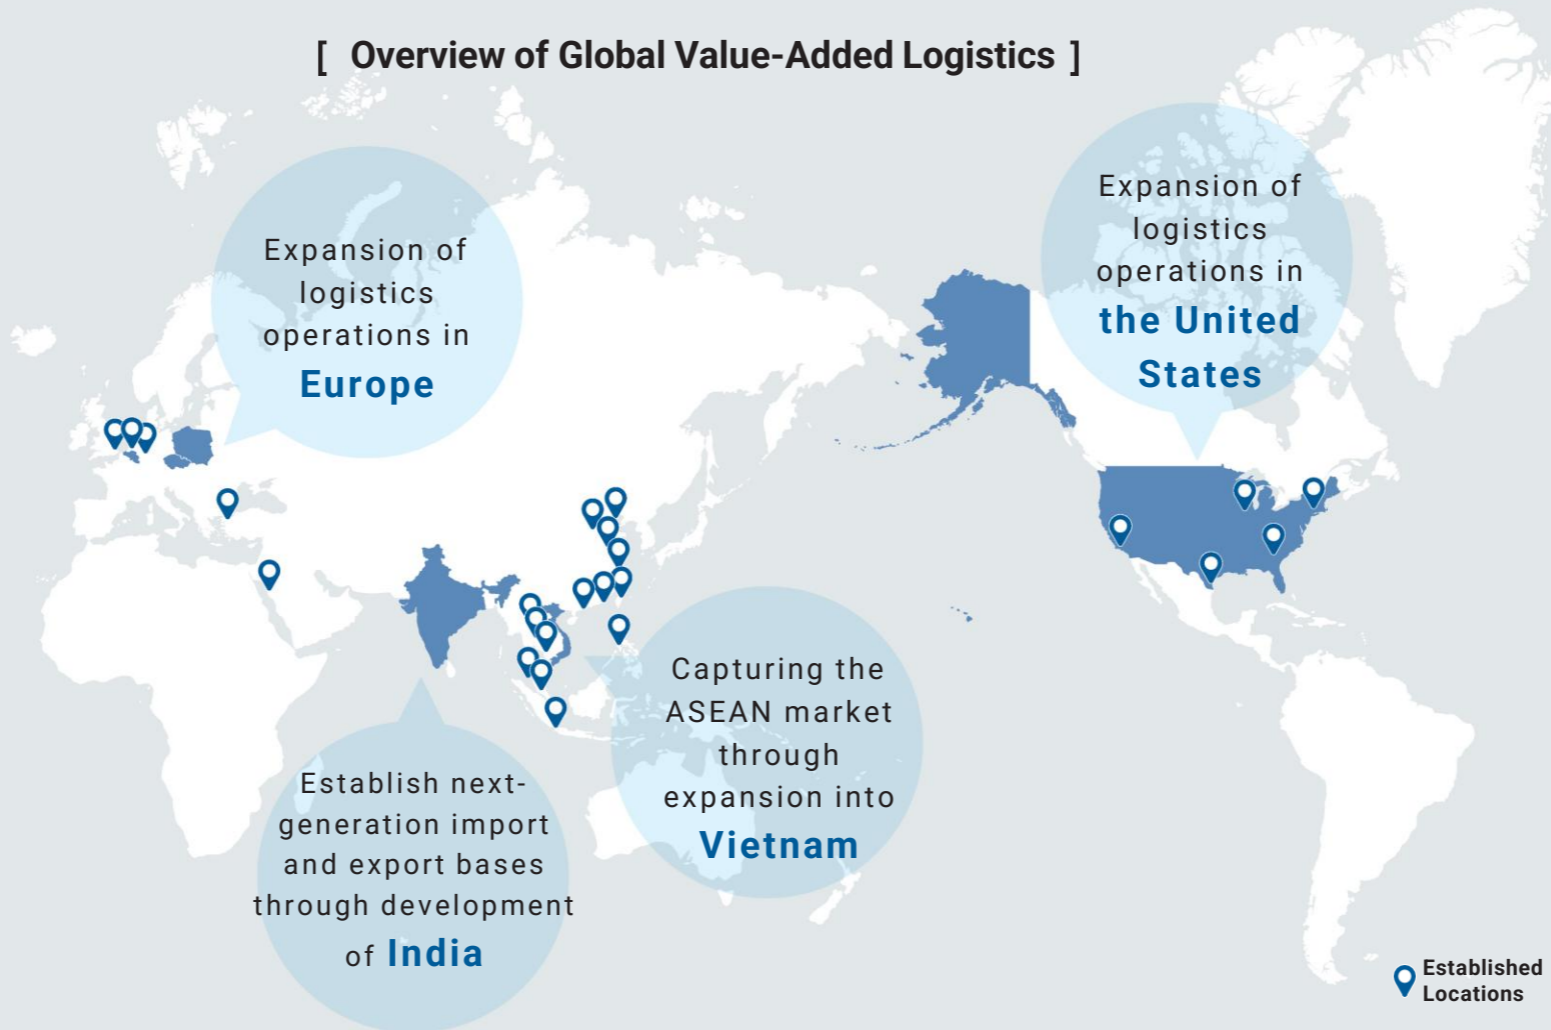 [ Overview of Global Value-Added Logistics ]
Expansion of
logistics
operations in
Europe
Expansion of
logistics
operations in
the United
States
Capturing the
ASEAN market
through
expansion into
Vietnam
Establish next-
generation import
and export bases
through development
of India
Established
Locations